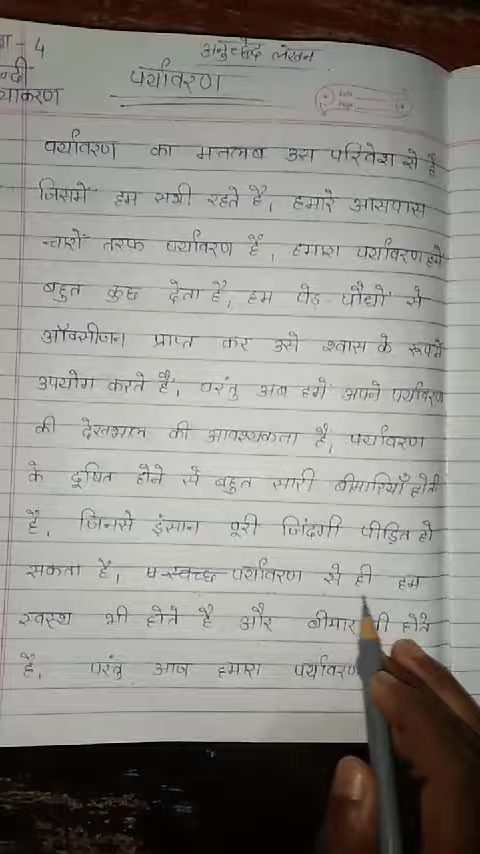 - 4
अनुच्छेद लेखन
पर्यावरण
पर्यावरण का मतलब उस परिवेश से है
जिसमें हम सभी रहते है, हमारे आसपास
चारों तरफ पर्यावरण है, हमारा पर्यावरण हमे
बहुत कुछ देता है, हम पेड़ पौधों से
ऑक्सीजन प्राप्त कर उसे श्वास के रूपमें
उपयोग करते है, परंतु अब हमें अपने पर्यावरण
की देखभाल की आवश्यकता है, पर्यावरण
के दूषित होने से बहुत सारी बीमारियाँ होती
है, जिनसे इंसान पूरी जिंदगी पीड़ित हो
सकता है, स्वच्छ पर्यावरण से ही हम
स्वस्थ भी होते है और बीमार होते
है, परंतु आज हमारा पर्यावरण